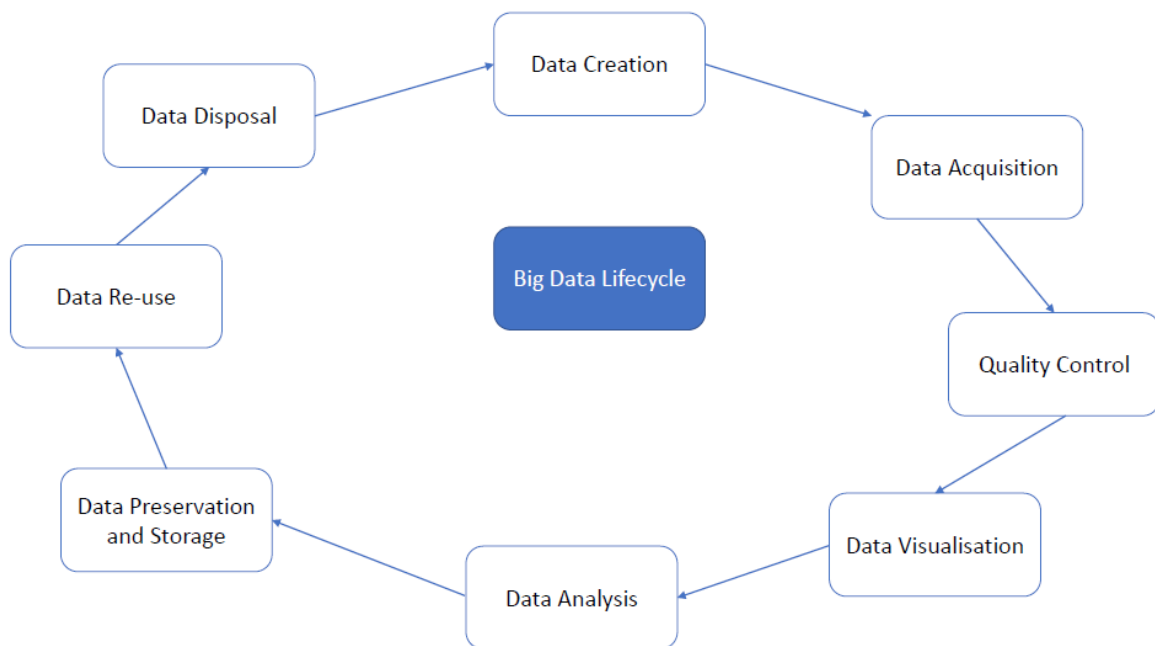 Data Creation
Data Disposal
Data Acquisition
Big Data Lifecycle
Data Re-use
Quality Control
Data Preservation
and Storage
Data Visualisation
Data Analysis